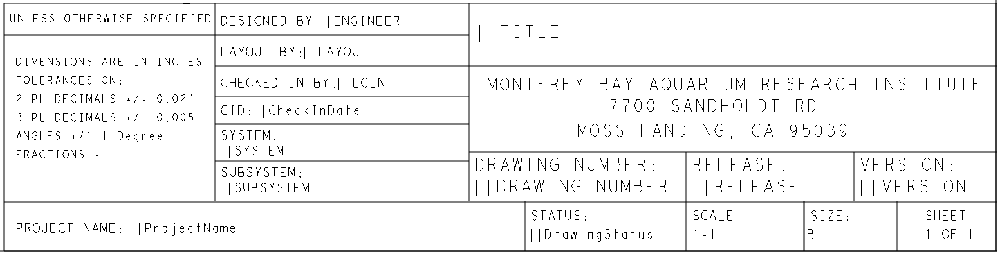 UNLESS OTHERWISE SPECIFIED
DIMENSIONS ARE IN INCHES
TOLERANCES ON:
2 PL DECIMALS +/- 0.02"
3 PL DECIMALS +/- 0.005"
ANGLES +/1 1 Degree
FRACTIONS +
DESIGNED BY:||ENGINEER
LAYOUT BY:||LAYOUT
CHECKED IN BY:||LCIN
CID:||CheckInDate
SYSTEM:
||SYSTEM
SUBSYSTEM:
||SUBSYSTEM
||TITLE
MONTEREY BAY AQUARIUM RESEARCH INSTITUTE
7700 SANDHOLDT RD
MOSS LANDING, CA 95039
DRAWING NUMBER:
||DRAWING NUMBER
RELEASE:
||RELEASE
VERSION:
||VERSION
PROJECT NAME: ||ProjectName
STATUS:
||DrawingStatus
SCALE
1-1
SIZE:
B
SHEET
1 OF 1